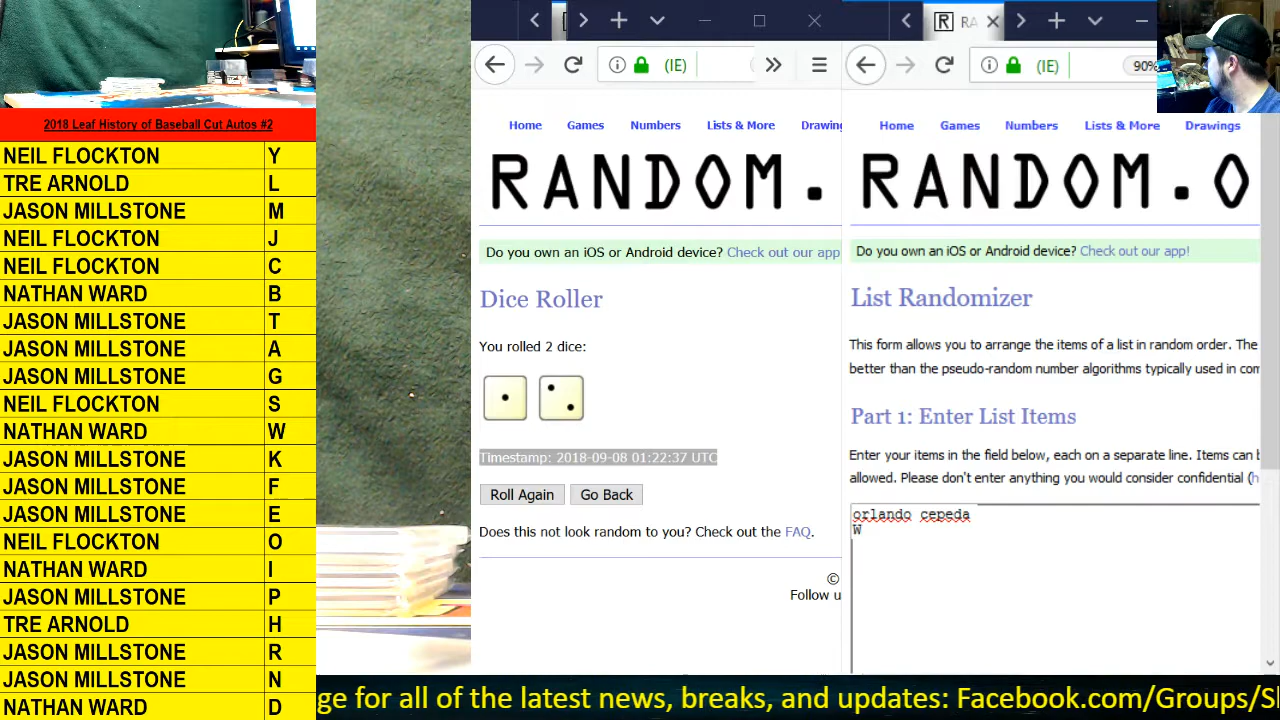 2018 Leaf History of Baseball Cut Autos #2
NEIL FLOCKTON Y
TRE ARNOLD L
JASON MILLSTONE M
NEIL FLOCKTON J
NEIL FLOCKTON C
NATHAN WARD B
JASON MILLSTONE T
JASON MILLSTONE A
JASON MILLSTONE G
NEIL FLOCKTON S
NATHAN WARD W
JASON MILLSTONE K
JASON MILLSTONE F
JASON MILLSTONE E
NEIL FLOCKTON O
NATHAN WARD I
JASON MILLSTONE P
TRE ARNOLD H
JASON MILLSTONE R
JASON MILLSTONE N
NATHAN WARD D
(IE)
Home Games Numbers Lists & More Drawin
RANDOM.
Do you own an iOS or Android device? Check out our app
Dice Roller
You rolled 2 dice:
Timestamp: 2018-09-08 01:22:37 UTC
Roll Again Go Back
Does this not look random to you? Check out the FAQ.
©
Follow u
R RA
(IE) 90%
Home Games Numbers Lists & More Drawings
RANDOM.O
Do you own an iOS or Android device? Check out our app!
List Randomizer
This form allows you to arrange the items of a list in random order. The
better than the pseudo-random number algorithms typically used in com
Part 1: Enter List Items
Enter your items in the field below, each on a separate line. Items can b
allowed. Please don't enter anything you would consider confidential (h
orlando cepeda
W
ge for all of the latest news, breaks, and updates: Facebook.com/Groups/S